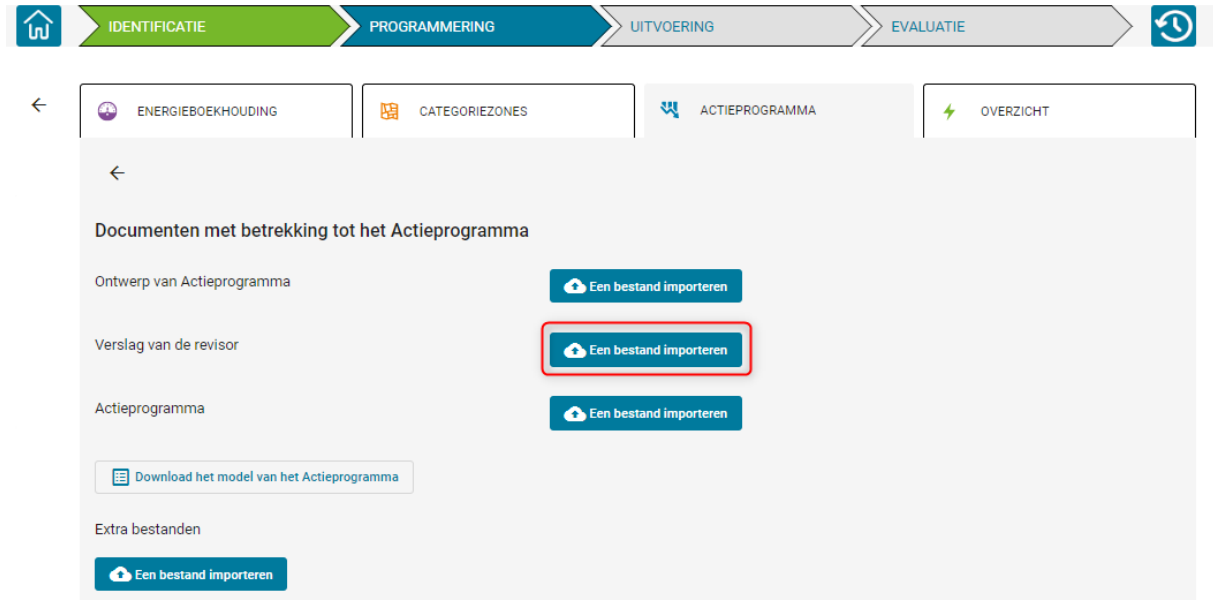 IDENTIFICATIE
PROGRAMMERING
UITVOERING
EVALUATIE
ENERGIEBOEKHOUDING
CATEGORIEZONES
ACTIEPROGRAMMA
OVERZICHT
Documenten met betrekking tot het Actieprogramma
Ontwerp van Actieprogramma
Een bestand importeren
Verslag van de revisor
Een bestand importeren
Actieprogramma
Een bestand importeren
Download het model van het Actieprogramma
Extra bestanden
Een bestand importeren